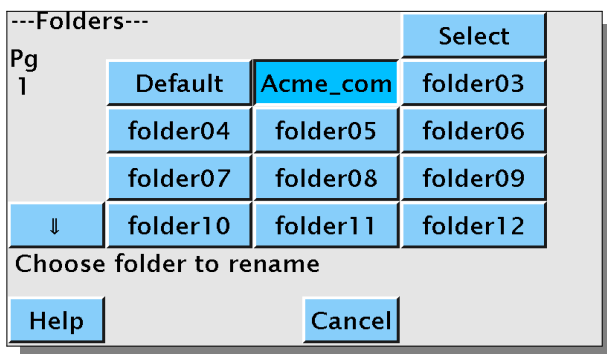 ---Folders---
Select
Pg
1
Default Acme_com folder03
folder04 folder05 folder06
folder07 folder08 folder09
⇓ folder10 folder11 folder12
Choose folder to rename
Help Cancel